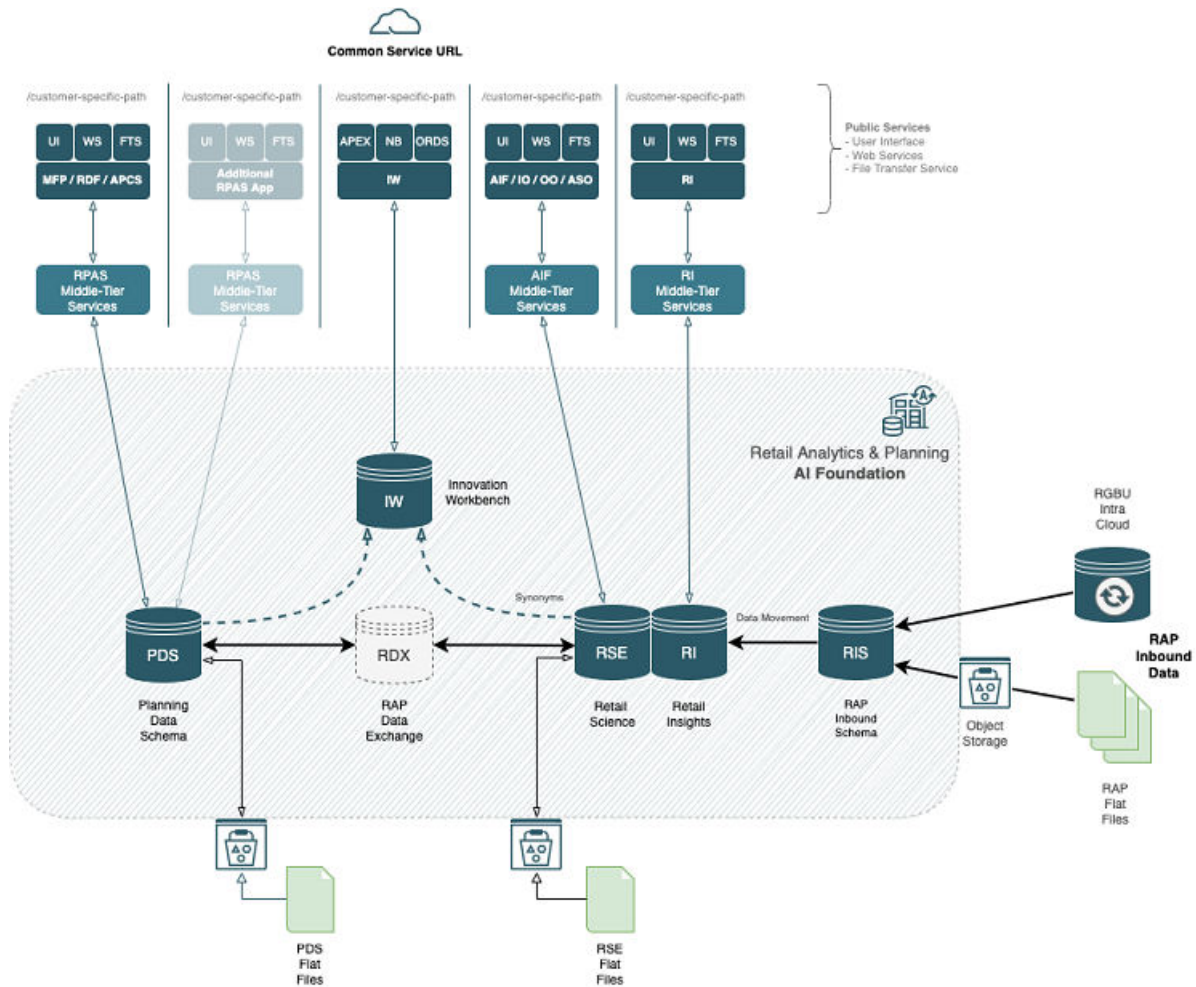 Common Service URL
/customer-specific-path
/customer-specific-path
/customer-specific-path
/customer-specific-path
/customer-specific-path
UI WS FTS
MFP / RDF / APCS
UI WS FTS
Additional
RPAS App
APEX NB ORDS
IW
UI WS FTS
AIF / IO / OO / ASO
UI WS FTS
RI
Public Services
- User Interface
- Web Services
- File Transfer Service
RPAS
Middle-Tier
Services
RPAS
Middle-Tier
Services
AIF
Middle-Tier
Services
RI
Middle-Tier
Services
A
Retail Analytics & Planning
AI Foundation
IW
Innovation
Workbench
RGBU
Intra
Cloud
Synonyms
Data Movement
PDS
RDX
RSE
RI
RIS
RAP
Inbound
Data
Planning
Data
Schema
RAP
Data
Exchange
Retail
Science
Retail
Insights
RAP
Inbound
Schema
Object
Storage
RAP
Flat
Files
PDS
Flat
Files
RSE
Flat
Files